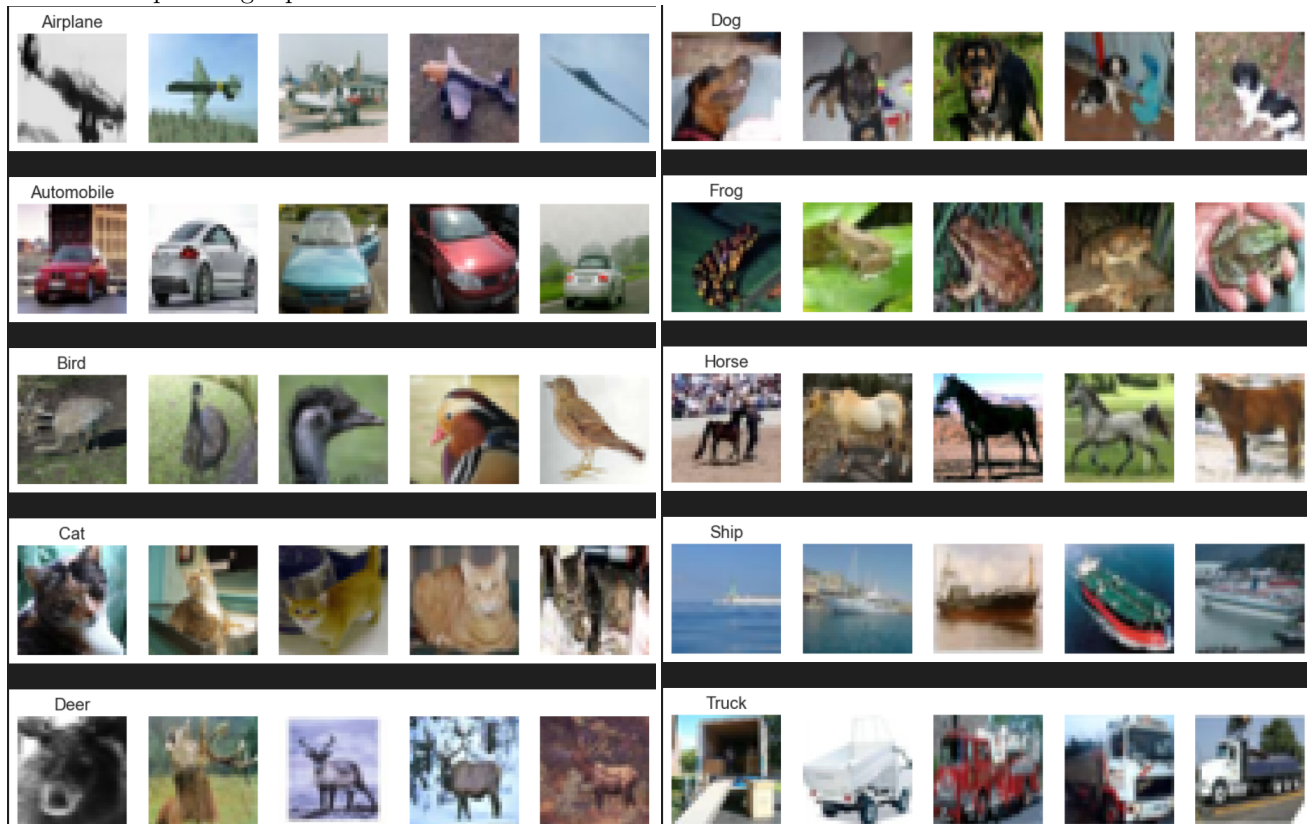 Airplane
Automobile
Bird
Cat
Deer
Dog
Frog
Horse
Ship
Truck